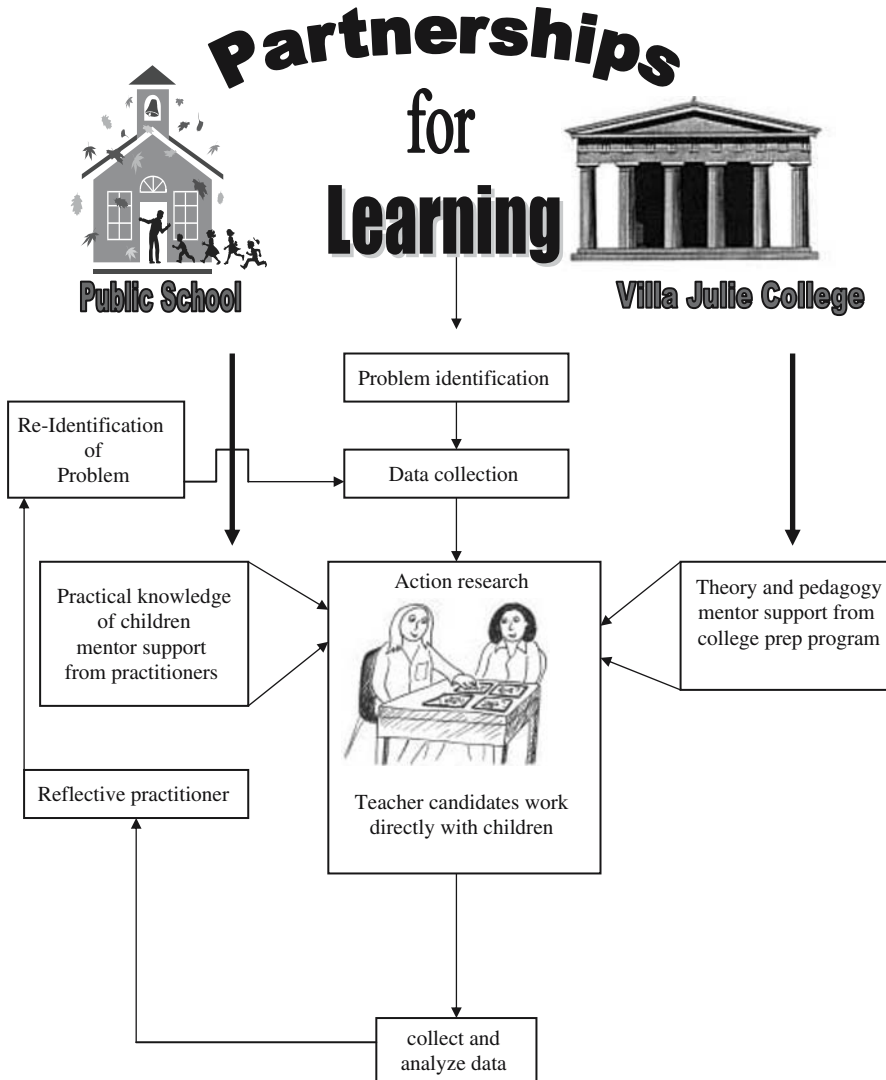 Partnerships
for
Learning
Public School
Villa Julie College
Problem identification
Re-Identification
of
Problem
Data collection
Practical knowledge
of children
mentor support
from practitioners
Action research
Teacher candidates work
directly with children
Theory and pedagogy
mentor support from
college prep program
Reflective practitioner
collect and
analyze data